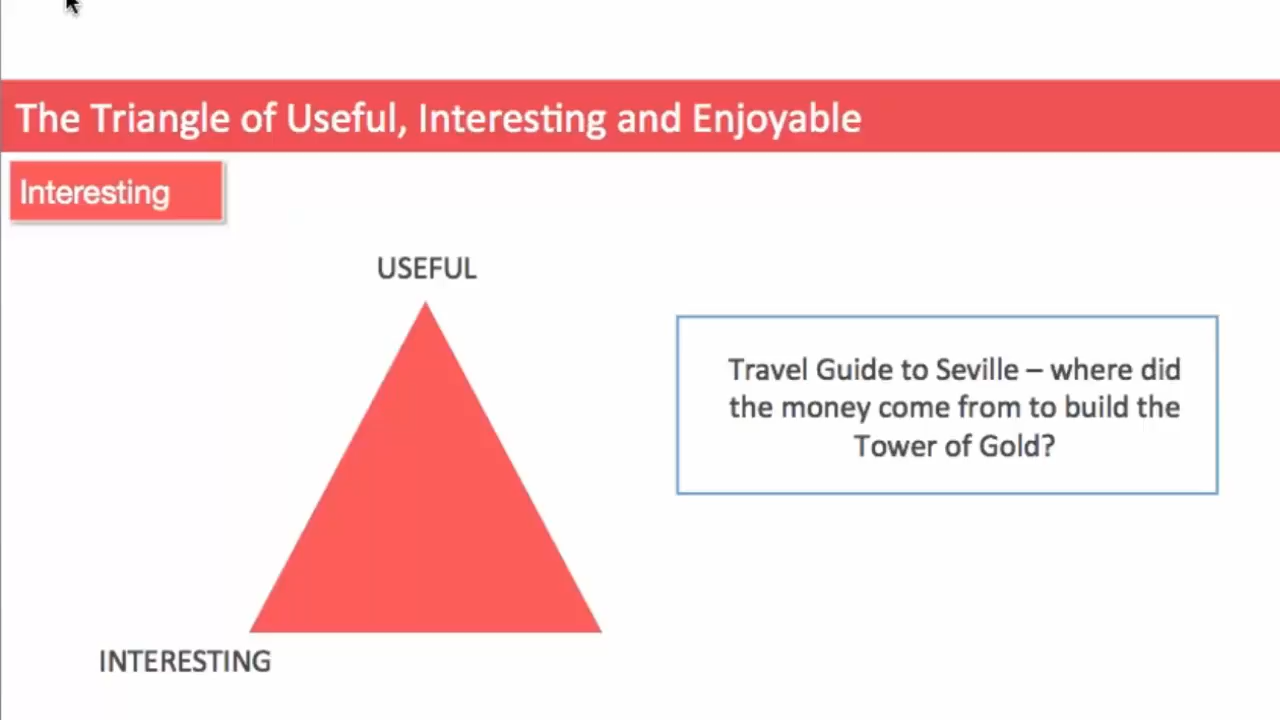 The Triangle of Useful, Interesting and Enjoyable
Interesting
USEFUL
Travel Guide to Seville – where did
the money come from to build the
Tower of Gold?
INTERESTING